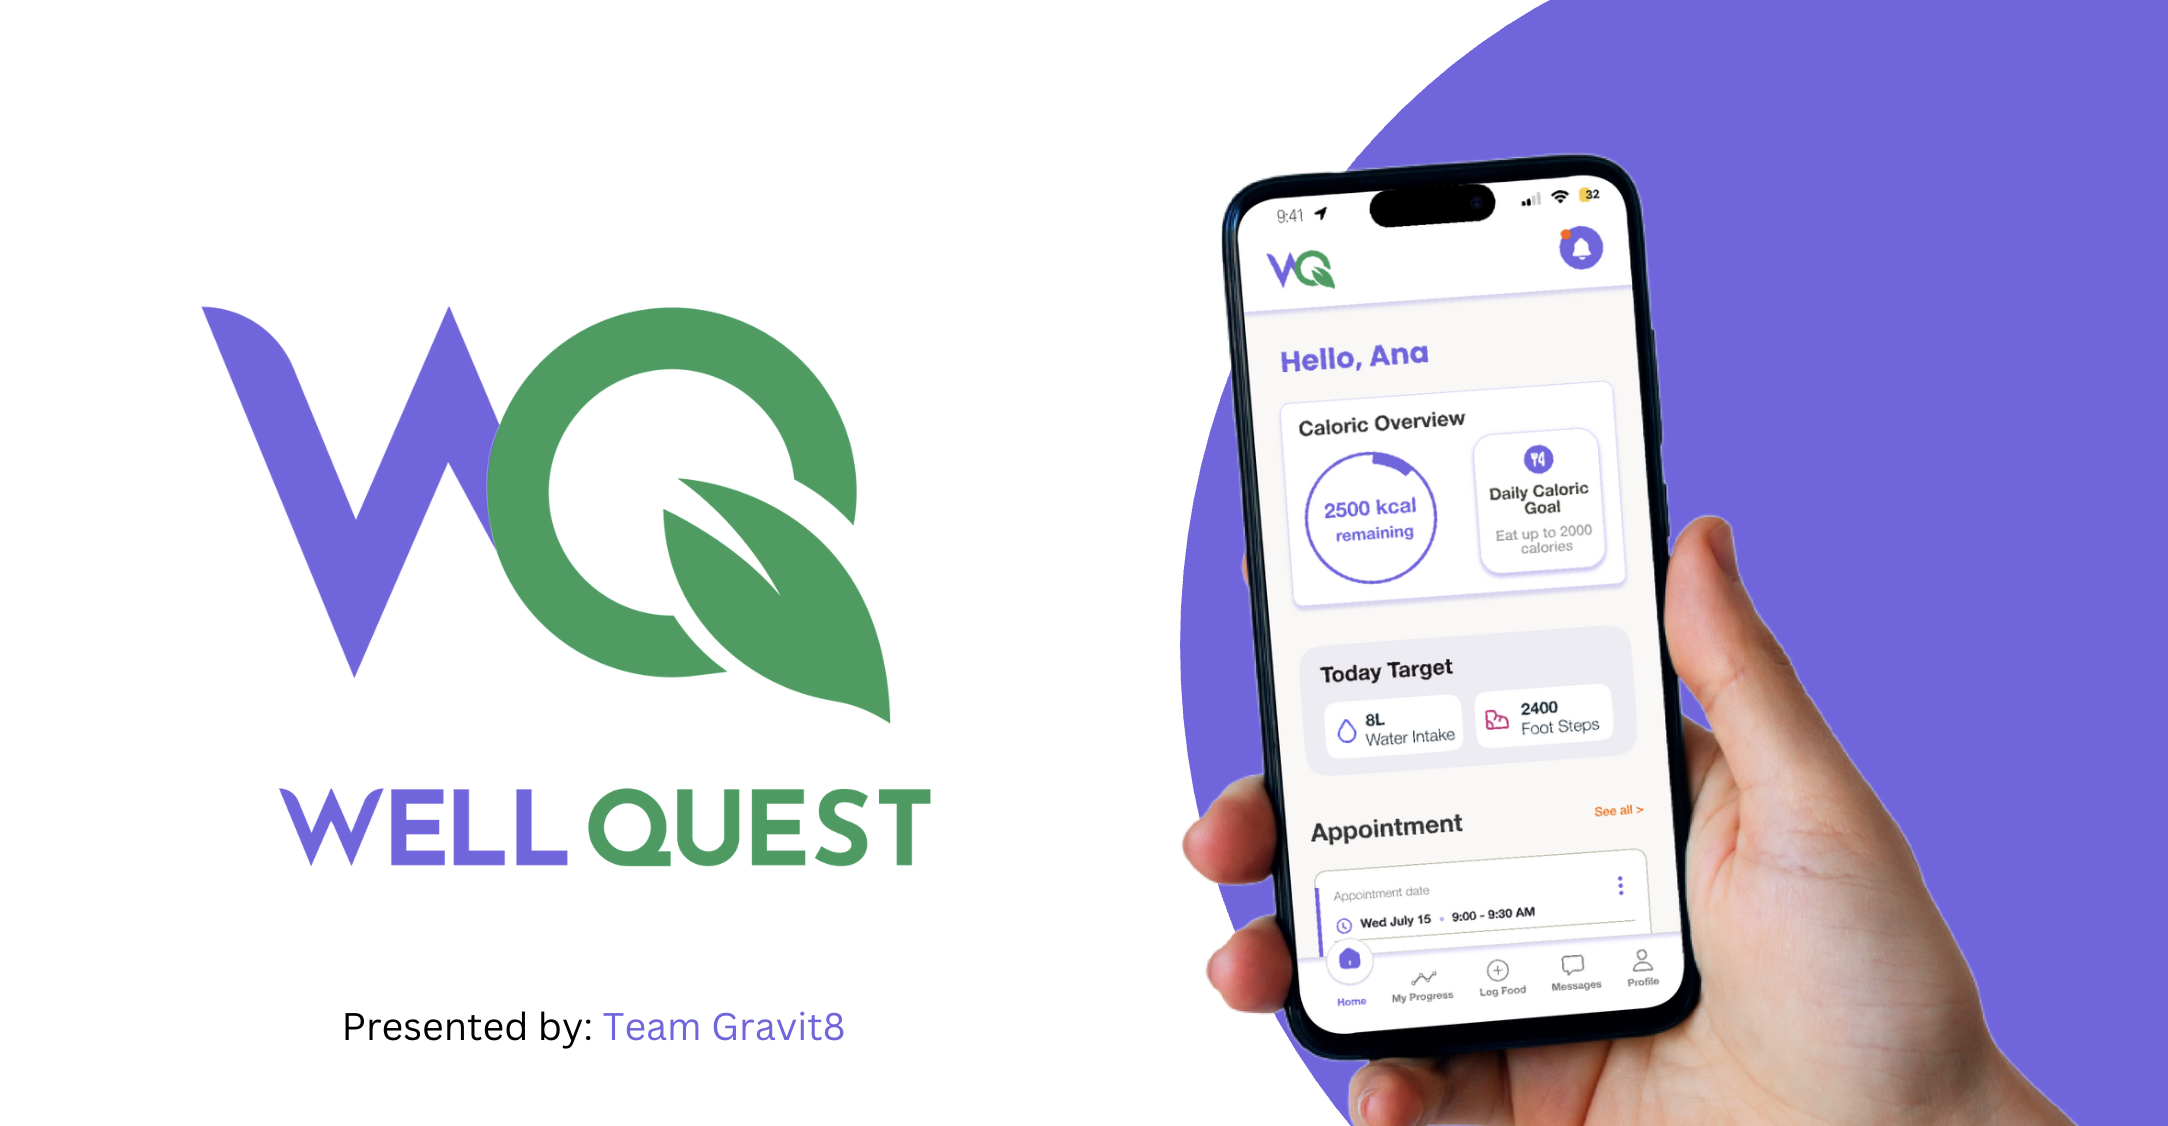 WQ
WELL QUEST
Presented by: Team Gravit8
9:41
32
WQ
Hello, Ana
Caloric Overview
2500 kcal
remaining
Daily Caloric
Goal
Eat up to 2000
calories
Today Target
8L
Water Intake
2400
Foot Steps
Appointment
See all >
Appointment date
Wed July 15 • 9:00 - 9:30 AM
Home
My Progress
Log Food
Messages
Profile